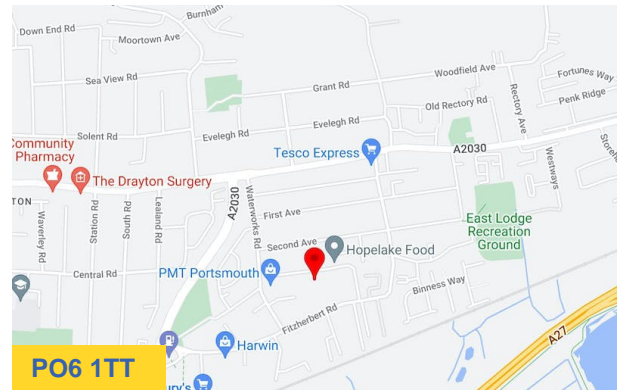 Down End Rd
Moortown Ave
Sea View Rd
Woodfield Ave
Fortunes Way
Grant Rd
Penk Ridge
Old Rectory Rd
Rectory Ave
Solent Rd
Evelegh Rd
Evelegh Rd
Community
Pharmacy
Tesco Express
A2030
Westways
The Drayton Surgery
TON
Waverley Rd
Station Rd
South Rd
Lealand Rd
A2030
Waterworks Rd
First Ave
East Lodge
Recreation
Ground
Second Ave
Hopelake Food
Central Rd
PMT Portsmouth
Binness Way
Fitzherbert Rd
Harwin
A27
PO6 1TT